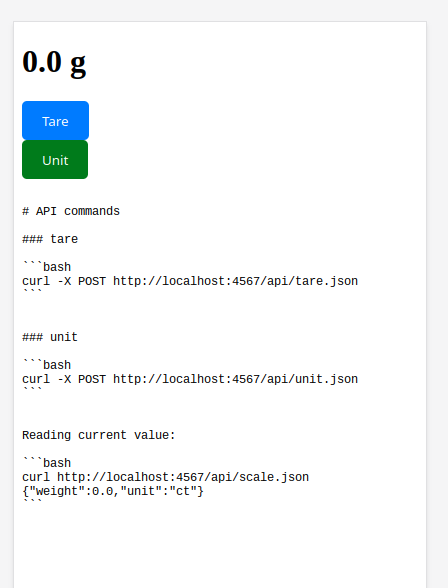 0.0 g
Tare
Unit
# API commands
### tare
```bash
curl -X POST http://localhost:4567/api/tare.json
```
### unit
```bash
curl -X POST http://localhost:4567/api/unit.json
```
Reading current value:
```bash
curl http://localhost:4567/api/scale.json
{"weight":0.0,"unit":"ct"}
```